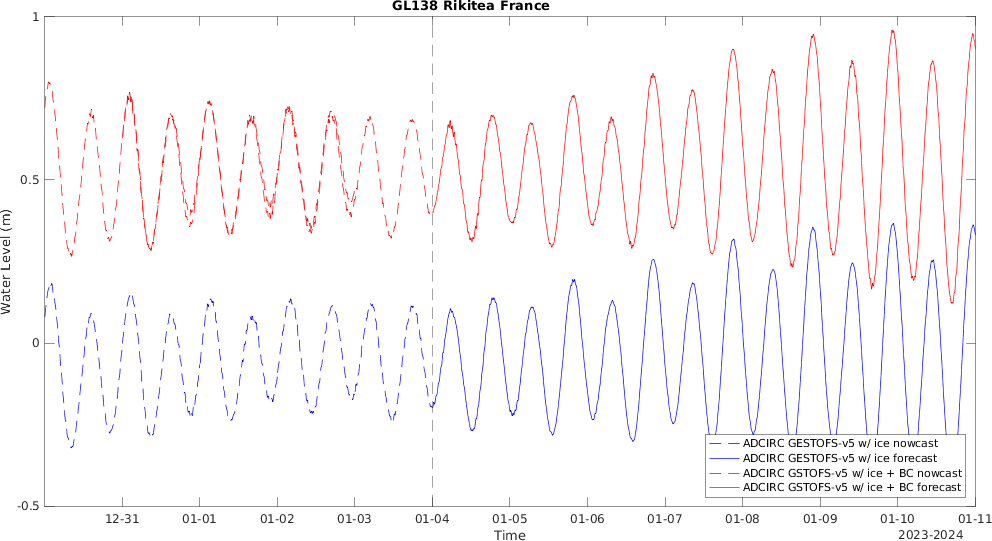 GL138 Rikitea France
1
0.5
0
-0.5
Water Level (m)
12-31
01-01
01-02
01-03
01-04
01-05
01-06
01-07
01-08
01-09
01-10
01-11
Time
2023-2024
ADCIRC GESTOFS-v5 w/ ice nowcast
ADCIRC GESTOFS-v5 w/ ice forecast
ADCIRC GSTOFS-v5 w/ ice + BC nowcast
ADCIRC GSTOFS-v5 w/ ice + BC forecast